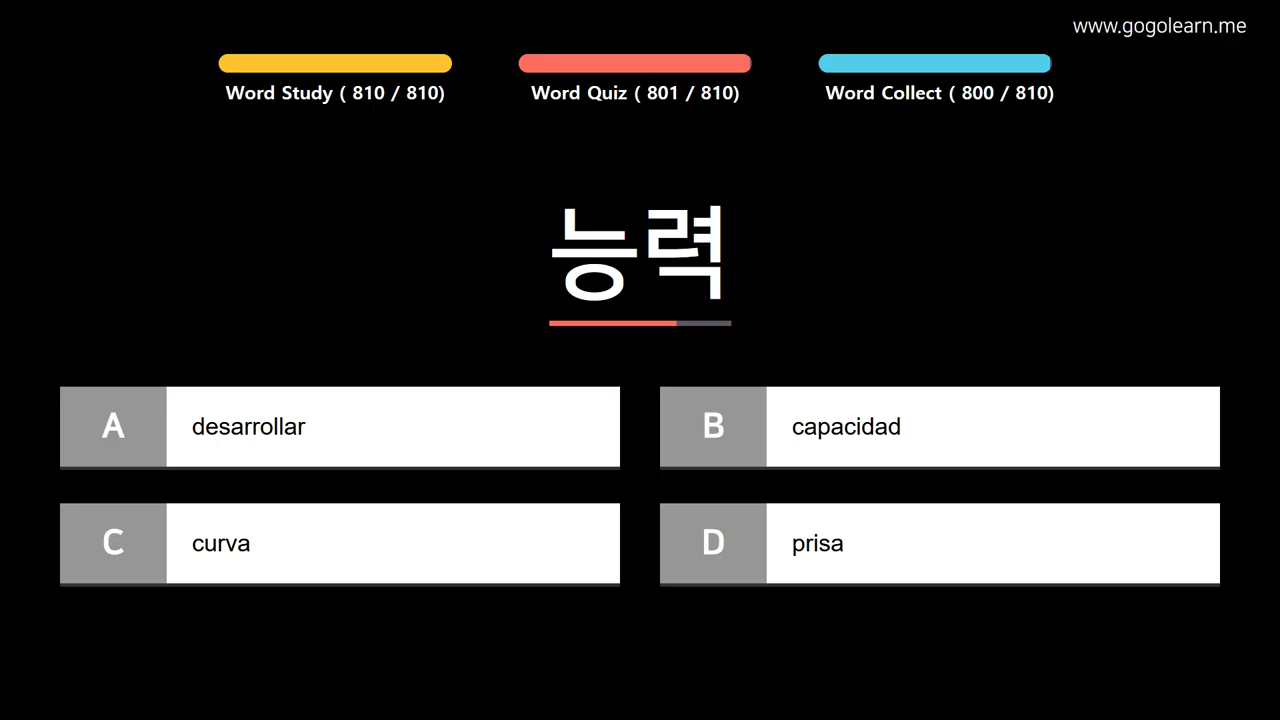 www.gogolearn.me
Word Study ( 810 / 810)
Word Quiz ( 801 / 810)
Word Collect ( 800 / 810)
능력
A desarrollar
B capacidad
C curva
D prisa